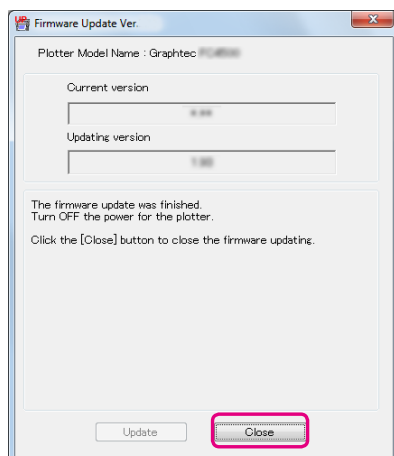 Firmware Update Ver.
Plotter Model Name : Graphtec
Current version
Updating version
The firmware update was finished.
Turn OFF the power for the plotter.
Click the [Close] button to close the firmware updating.
Update
Close